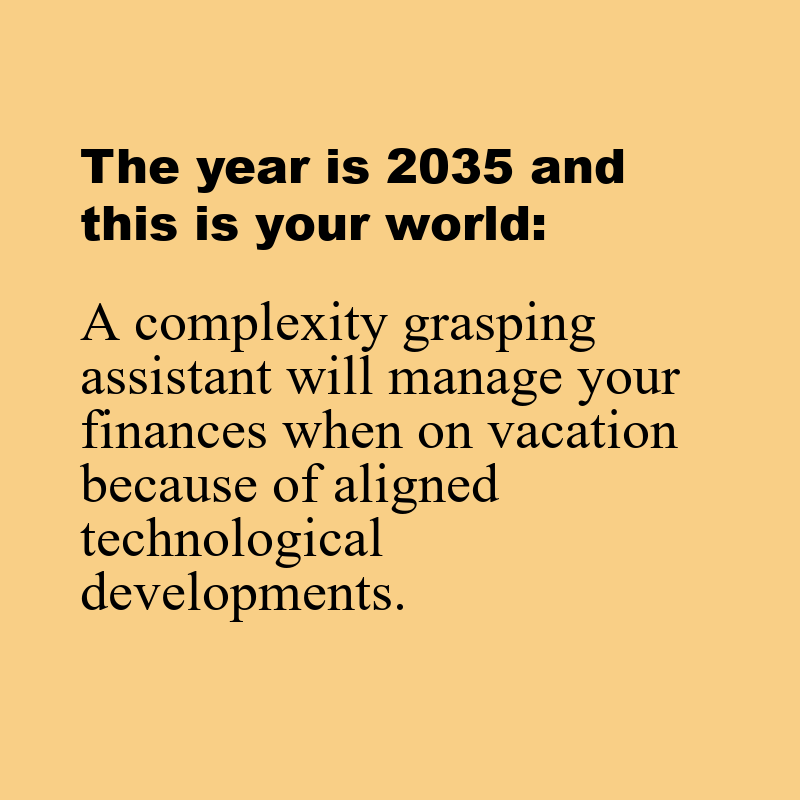 The year is 2035 and
this is your world:
A complexity grasping
assistant will manage your
finances when on vacation
because of aligned
technological
developments.